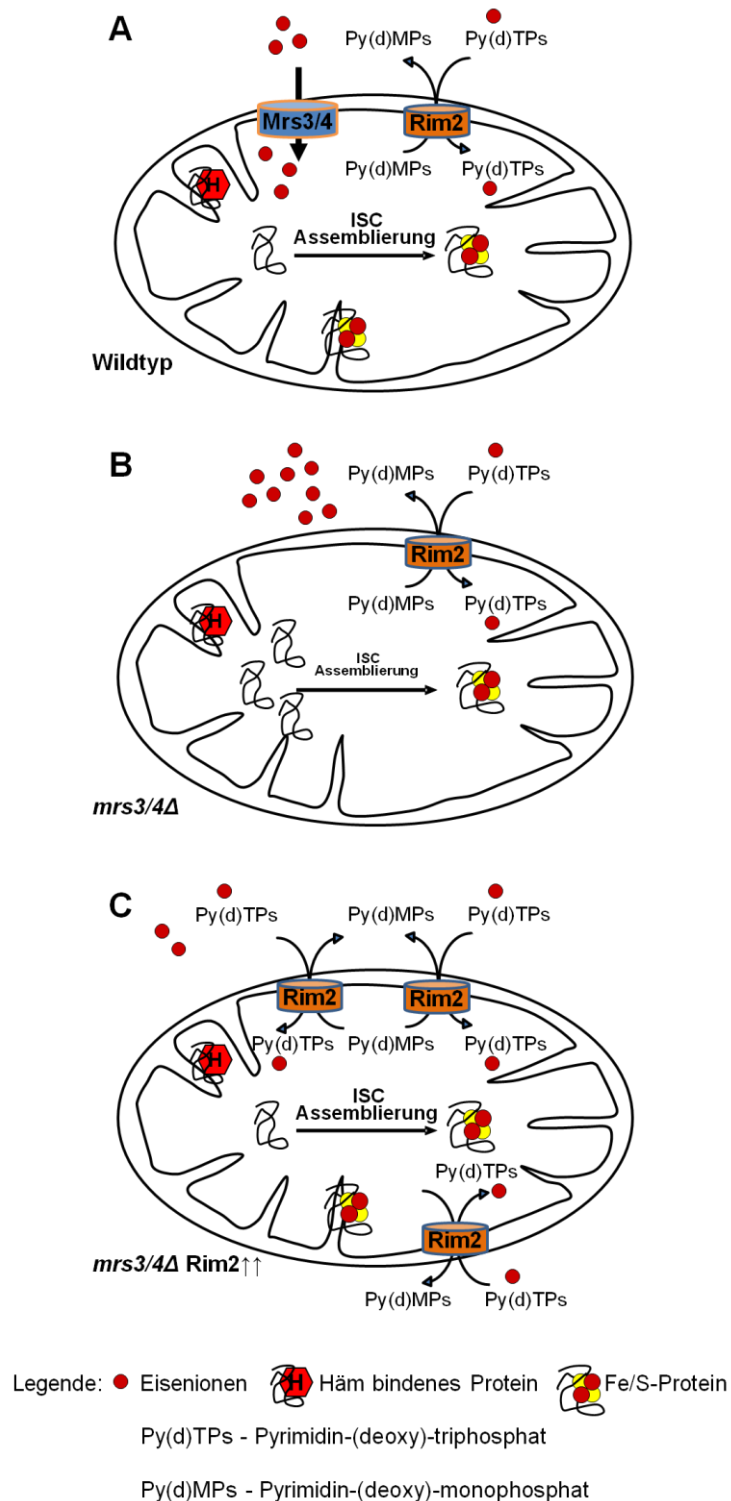 A
Py(d)MPs Py(d)TPs
Mrs3/4 Rim2
Py(d)MPs Py(d)TPs
H
ISC
Assemblierung
Wildtyp
B
Py(d)MPs Py(d)TPs
Rim2
Py(d)MPs Py(d)TPs
H
ISC
Assemblierung
mrs3/4Δ
C
Py(d)TPs Py(d)MPs Py(d)TPs
Rim2 Rim2
Py(d)TPs Py(d)MPs Py(d)TPs
H
ISC
Assemblierung
Py(d)TPs
Rim2
mrs3/4Δ Rim2↑↑
Py(d)MPs Py(d)TPs
Legende: Eisenionen H Häm bindenes Protein Fe/S-Protein
Py(d)TPs - Pyrimidin-(deoxy)-triphosphat
Py(d)MPs - Pyrimidin-(deoxy)-monophosphat